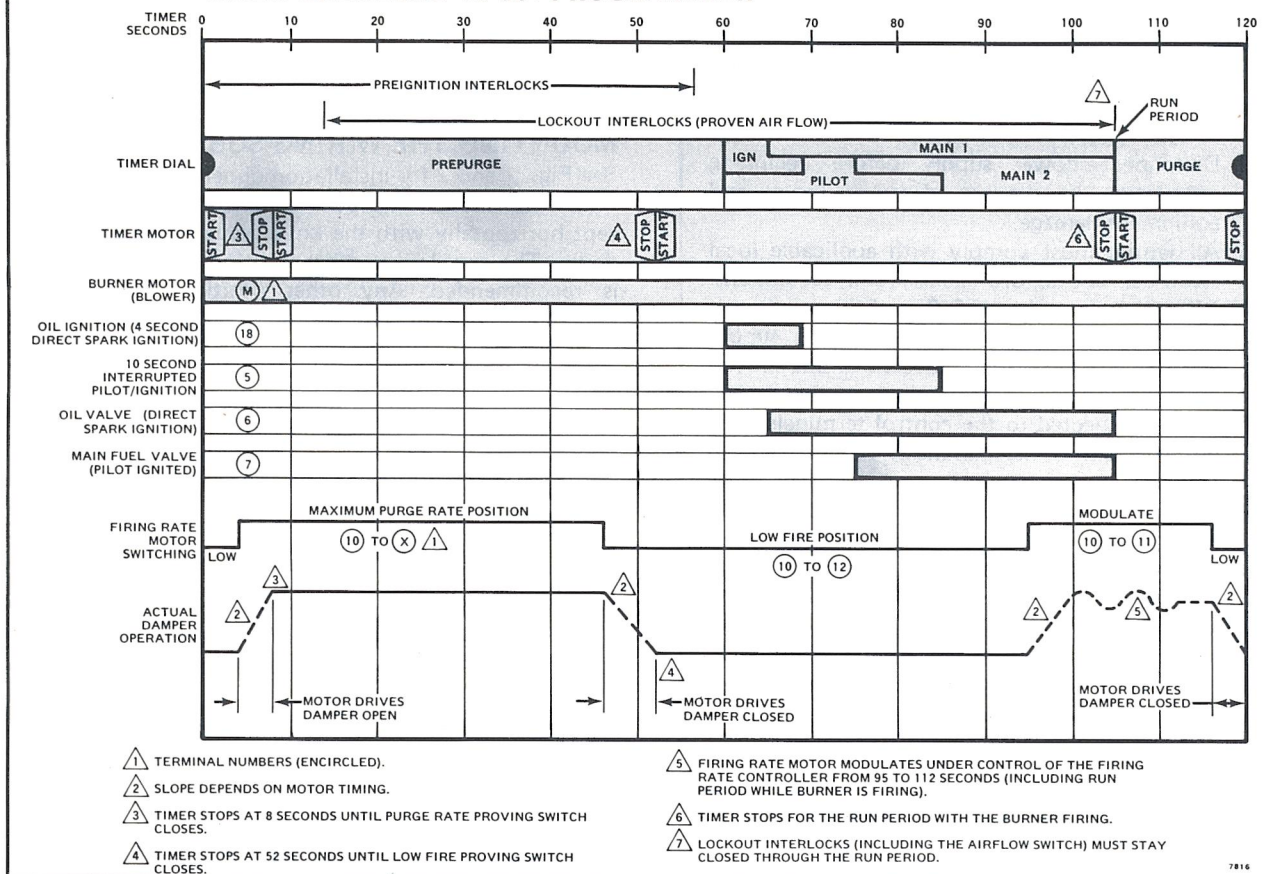 TIMER
SECONDS
0 10 20 30 40 50 60 70 80 90 100 110 120
PREIGNITION INTERLOCKS
7
RUN
PERIOD
LOCKOUT INTERLOCKS (PROVEN AIR FLOW)
TIMER DIAL
PREPURGE
IGN
MAIN 1
PILOT
MAIN 2
PURGE
TIMER MOTOR
START
3
STOP
START
4
STOP
START
6
STOP
START
STOP
BURNER MOTOR
(BLOWER)
M 1
OIL IGNITION (4 SECOND
DIRECT SPARK IGNITION)
18
10 SECOND
INTERRUPTED
PILOT/IGNITION
5
OIL VALVE (DIRECT
SPARK IGNITION)
6
MAIN FUEL VALVE
(PILOT IGNITED)
7
FIRING RATE
MOTOR
SWITCHING
LOW
MAXIMUM PURGE RATE POSITION
10 TO X 1
LOW FIRE POSITION
10 TO 12
MODULATE
10 TO 11
LOW
ACTUAL
DAMPER
OPERATION
2
3
2
4
2
5
2
MOTOR DRIVES
DAMPER OPEN
MOTOR DRIVES
DAMPER CLOSED
MOTOR DRIVES
DAMPER CLOSED
1 TERMINAL NUMBERS (ENCIRCLED).
2 SLOPE DEPENDS ON MOTOR TIMING.
3 TIMER STOPS AT 8 SECONDS UNTIL PURGE RATE PROVING SWITCH
CLOSES.
4 TIMER STOPS AT 52 SECONDS UNTIL LOW FIRE PROVING SWITCH
CLOSES.
5 FIRING RATE MOTOR MODULATES UNDER CONTROL OF THE FIRING
RATE CONTROLLER FROM 95 TO 112 SECONDS (INCLUDING RUN
PERIOD WHILE BURNER IS FIRING).
6 TIMER STOPS FOR THE RUN PERIOD WITH THE BURNER FIRING.
7 LOCKOUT INTERLOCKS (INCLUDING THE AIRFLOW SWITCH) MUST STAY
CLOSED THROUGH THE RUN PERIOD.
7816